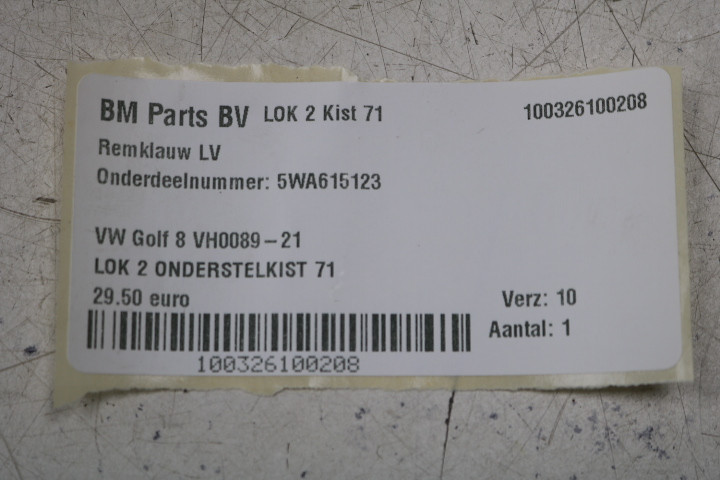 BM Parts BV LOK 2 Kist 71 100326100208
Remklauw LV
Onderdeelnummer: 5WA615123
VW Golf 8 VH0089-21
LOK 2 ONDERSTELKIST 71
29.50 euro Verz: 10
Aantal: 1
100326100208